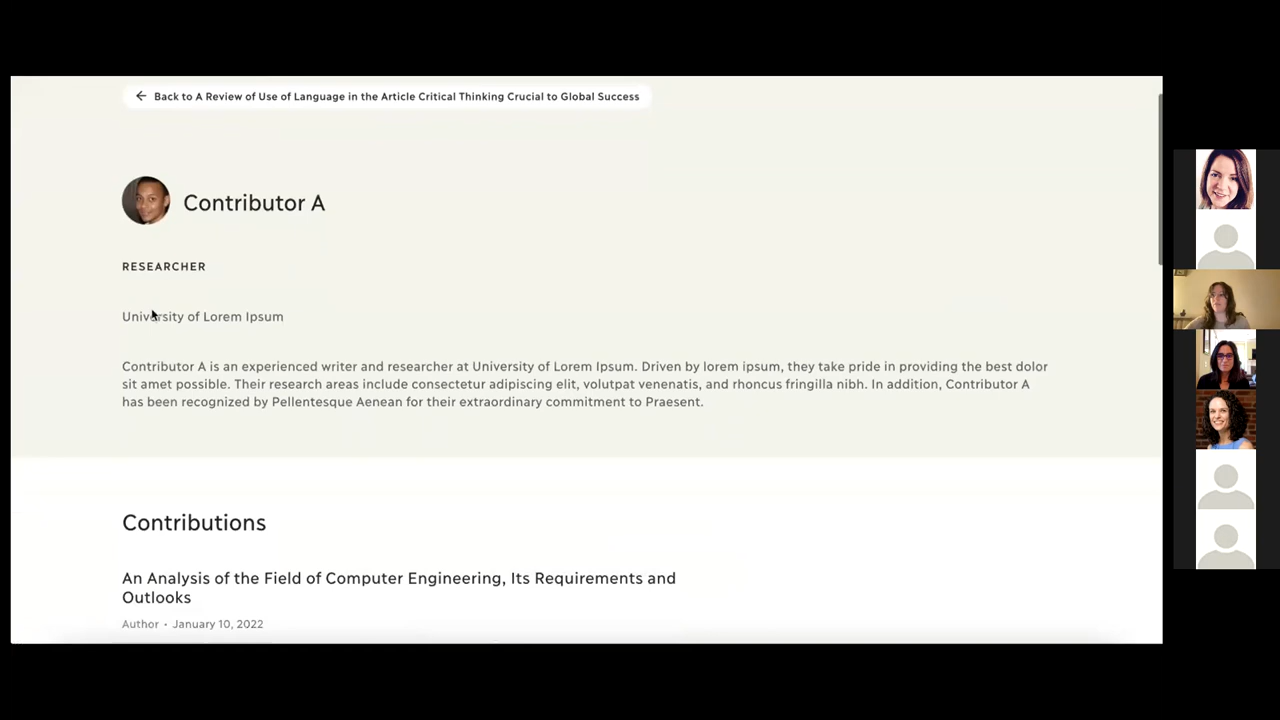 ← Back to A Review of Use of Language in the Article Critical Thinking Crucial to Global Success
Contributor A
RESEARCHER
University of Lorem Ipsum
Contributor A is an experienced writer and researcher at University of Lorem Ipsum. Driven by lorem ipsum, they take pride in providing the best dolor
sit amet possible. Their research areas include consectetur adipiscing elit, volutpat venenatis, and rhoncus fringilla nibh. In addition, Contributor A
has been recognized by Pellentesque Aenean for their extraordinary commitment to Praesent.
Contributions
An Analysis of the Field of Computer Engineering, Its Requirements and
Outlooks
Author • January 10, 2022